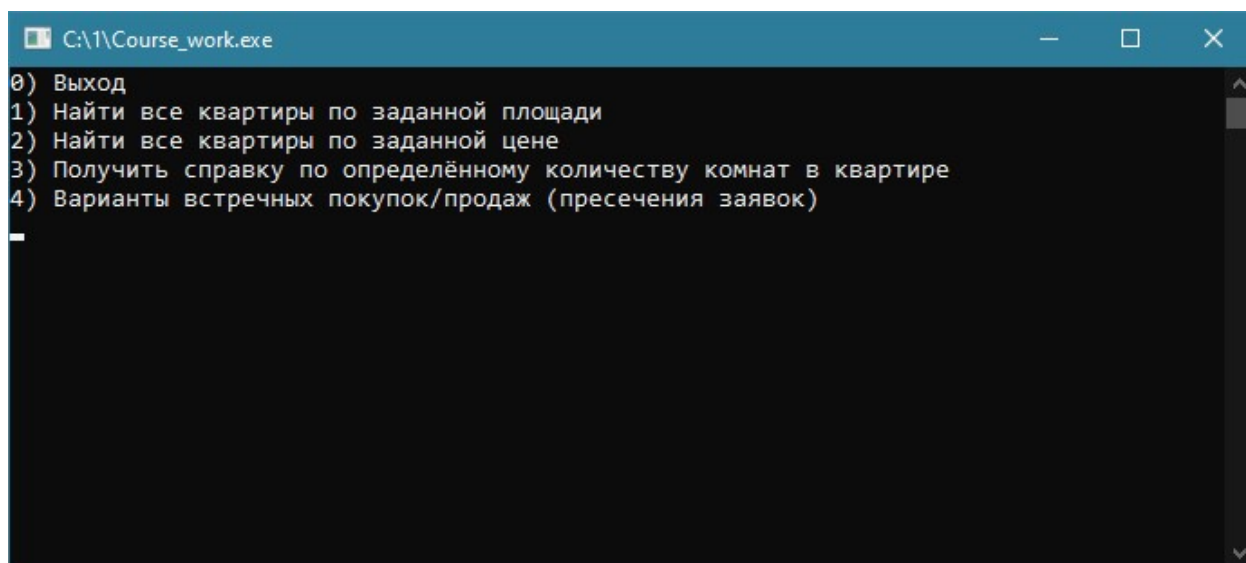 C:\1\Course_work.exe
0) Выход
1) Найти все квартиры по заданной площади
2) Найти все квартиры по заданной цене
3) Получить справку по определённому количеству комнат в квартире
4) Варианты встречных покупок/продаж (пресечения заявок)